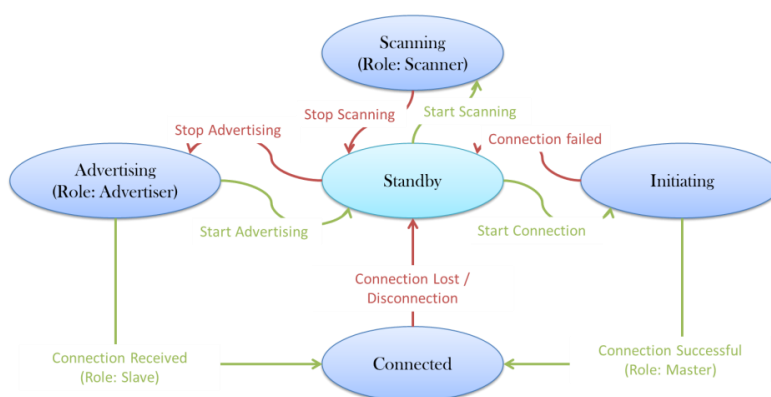 Scanning
(Role: Scanner)
Stop Scanning
Start Scanning
Stop Advertising
Connection failed
Advertising
(Role: Advertiser)
Standby
Initiating
Start Advertising
Start Connection
Connection Lost /
Disconnection
Connection Received
(Role: Slave)
Connected
Connection Successful
(Role: Master)